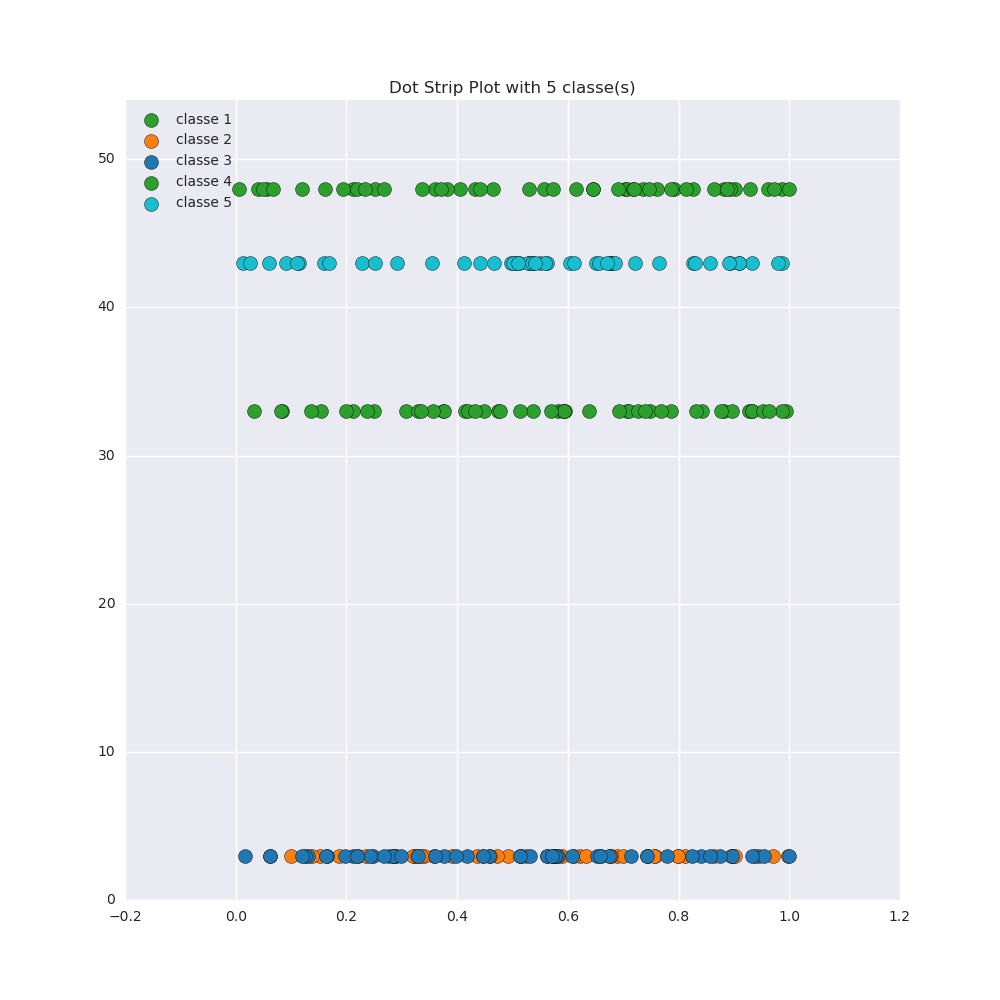 Dot Strip Plot with 5 classe(s)
classe 1
classe 2
classe 3
classe 4
classe 5
50
40
30
20
10
0
−0.2 0.0 0.2 0.4 0.6 0.8 1.0 1.2